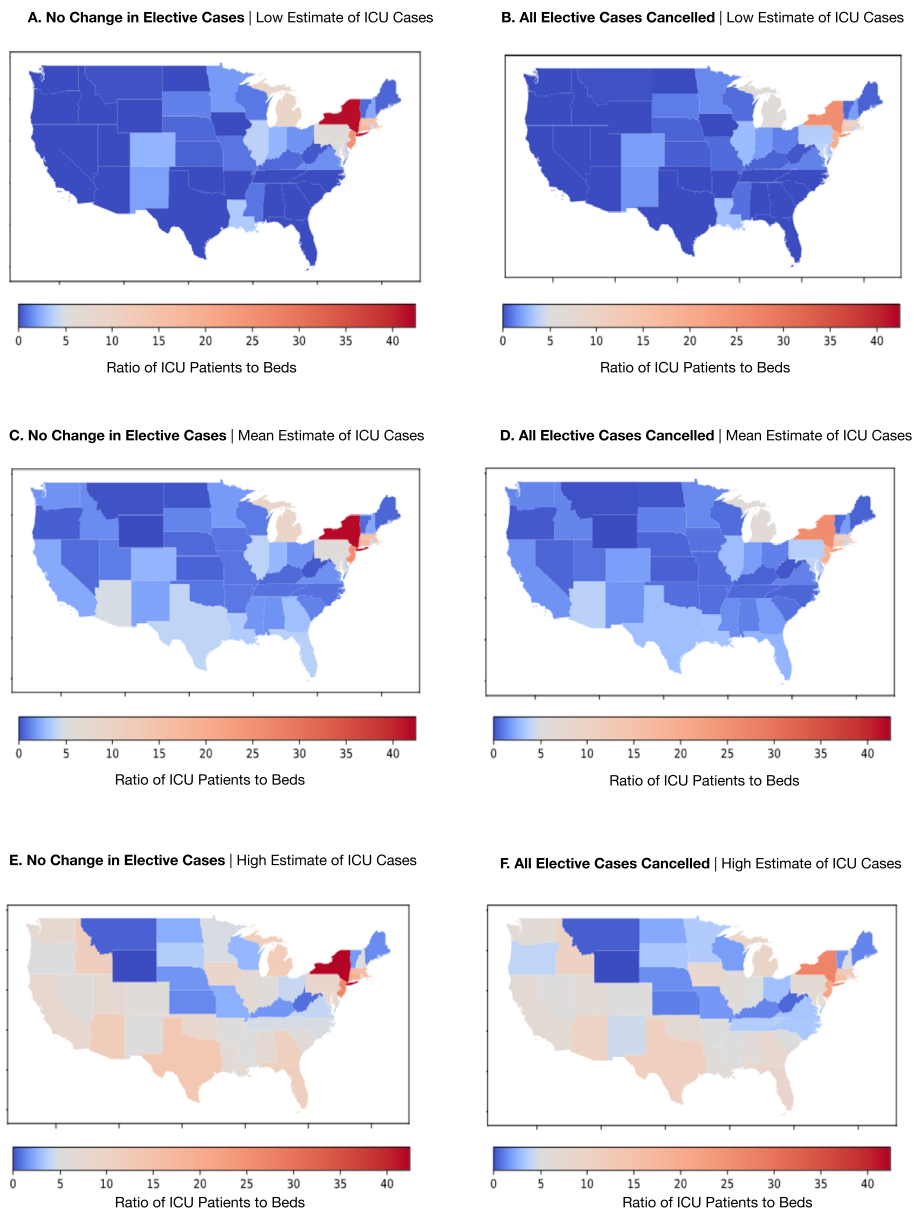 A. No Change in Elective Cases | Low Estimate of ICU Cases
B. All Elective Cases Cancelled | Low Estimate of ICU Cases
0 5 10 15 20 25 30 35 40
Ratio of ICU Patients to Beds
0 5 10 15 20 25 30 35 40
Ratio of ICU Patients to Beds
C. No Change in Elective Cases | Mean Estimate of ICU Cases
D. All Elective Cases Cancelled | Mean Estimate of ICU Cases
0 5 10 15 20 25 30 35 40
Ratio of ICU Patients to Beds
0 5 10 15 20 25 30 35 40
Ratio of ICU Patients to Beds
E. No Change in Elective Cases | High Estimate of ICU Cases
F. All Elective Cases Cancelled | High Estimate of ICU Cases
0 5 10 15 20 25 30 35 40
Ratio of ICU Patients to Beds
0 5 10 15 20 25 30 35 40
Ratio of ICU Patients to Beds